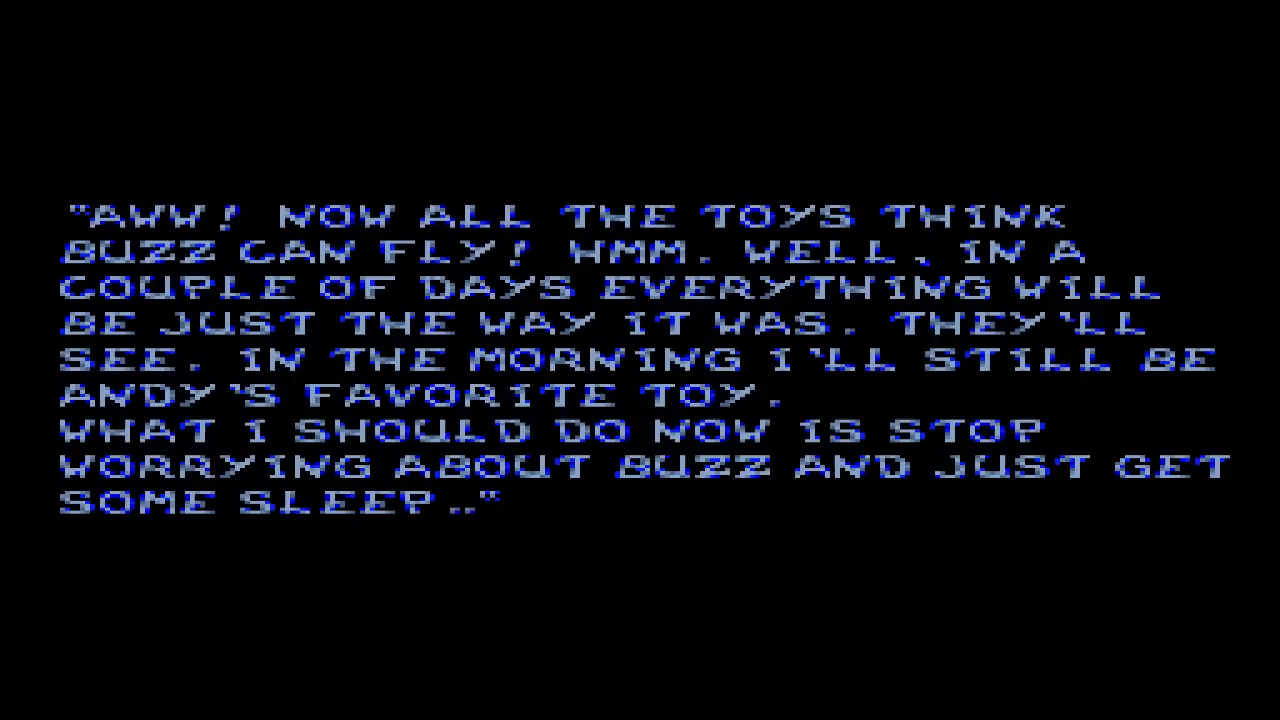 "AWW! NOW ALL THE TOYS THINK
BUZZ CAN FLY! HMM. WELL, IN A
COUPLE OF DAYS EVERYTHING WILL
BE JUST THE WAY IT WAS. THEY'LL
SEE. IN THE MORNING I'LL STILL BE
ANDY'S FAVORITE TOY.
WHAT I SHOULD DO NOW IS STOP
WORRYING ABOUT BUZZ AND JUST GET
SOME SLEEP.."